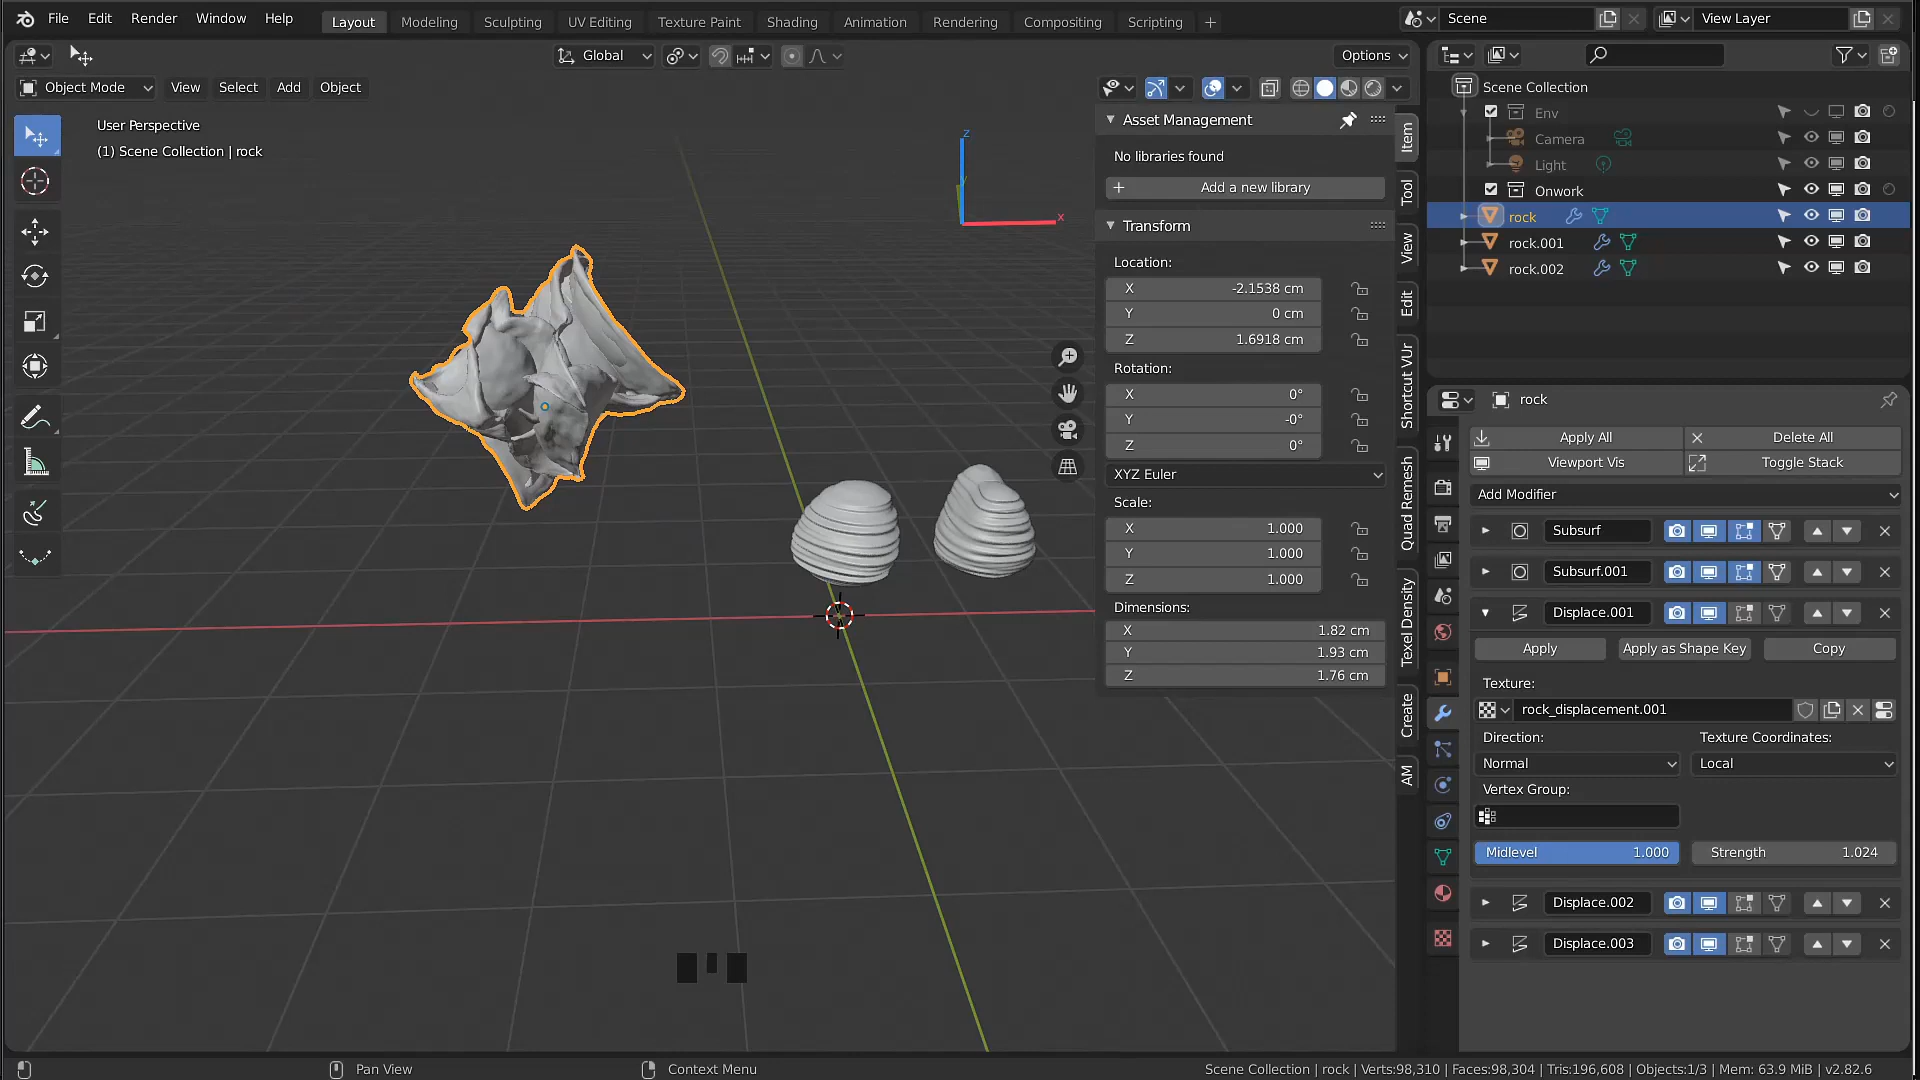 File Edit Render Window Help Layout Modeling Sculpting UV Editing Texture Paint Shading Animation Rendering Compositing Scripting + Scene View Layer
Global Options
Object Mode View Select Add Object
User Perspective
(1) Scene Collection | rock
z
x
Asset Management
No libraries found
+ Add a new library
Transform
Location:
X -2.1538 cm
Y 0 cm
Z 1.6918 cm
Rotation:
X 0°
Y -0°
Z 0°
XYZ Euler
Scale:
X 1.000
Y 1.000
Z 1.000
Dimensions:
X 1.82 cm
Y 1.93 cm
Z 1.76 cm
Item
Tool
View
Edit
Shortcut VUr
Quad Remesh
Texel Density
Create
AM
Scene Collection
Env
Camera
Light
Onwork
rock
rock.001
rock.002
rock
Apply All Delete All
Viewport Vis Toggle Stack
Add Modifier
Subsurf
Subsurf.001
Displace.001
Apply Apply as Shape Key Copy
Texture:
rock_displacement.001
Direction: Texture Coordinates:
Normal Local
Vertex Group:
Midlevel 1.000 Strength 1.024
Displace.002
Displace.003
Pan View Context Menu Scene Collection | rock | Verts:98,310 | Faces:98,304 | Tris:196,608 | Objects:1/3 | Mem: 63.9 MiB | v2.82.6